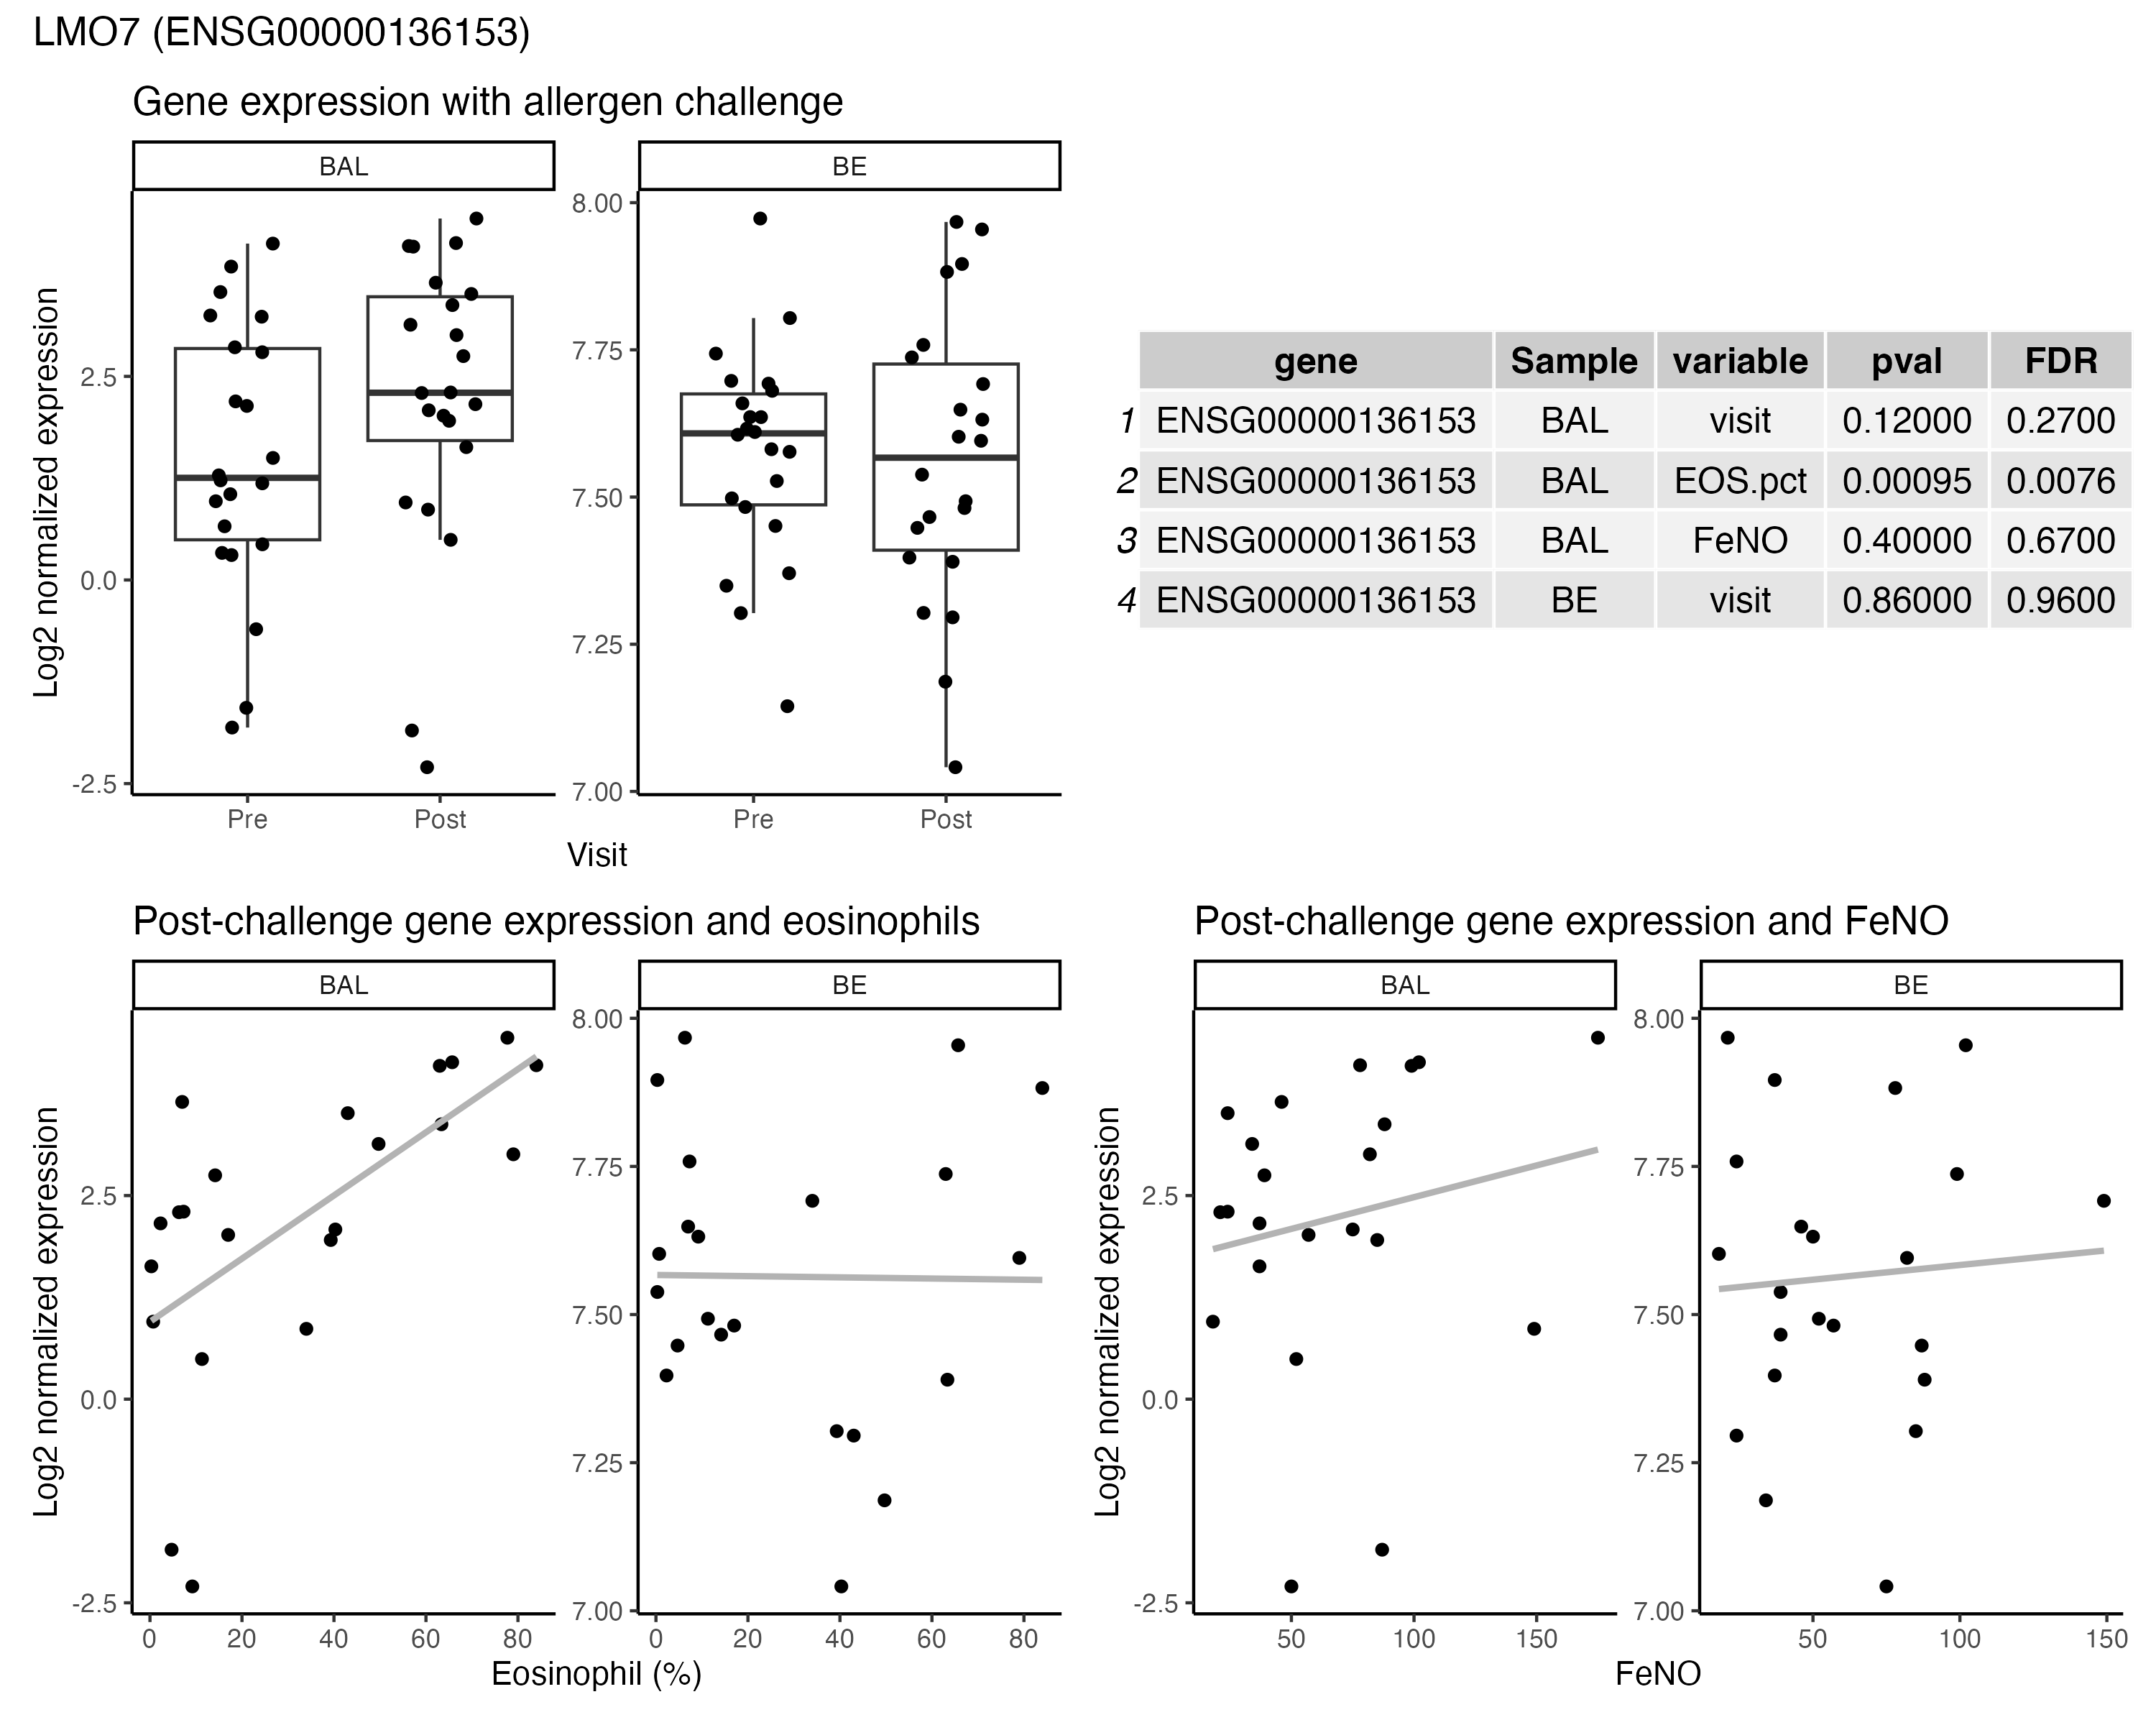 LMO7 (ENSG00000136153)
Gene expression with allergen challenge
BAL BE
Log2 normalized expression
2.5
0.0
-2.5
8.00
7.75
7.50
7.25
7.00
Pre Post Pre Post
Visit
gene Sample variable pval FDR
1 ENSG00000136153 BAL visit 0.12000 0.2700
2 ENSG00000136153 BAL EOS.pct 0.00095 0.0076
3 ENSG00000136153 BAL FeNO 0.40000 0.6700
4 ENSG00000136153 BE visit 0.86000 0.9600
Post-challenge gene expression and eosinophils
BAL BE
Log2 normalized expression
2.5
0.0
-2.5
8.00
7.75
7.50
7.25
7.00
0 20 40 60 80 0 20 40 60 80
Eosinophil (%)
Post-challenge gene expression and FeNO
BAL BE
Log2 normalized expression
2.5
0.0
-2.5
8.00
7.75
7.50
7.25
7.00
50 100 150 50 100 150
FeNO